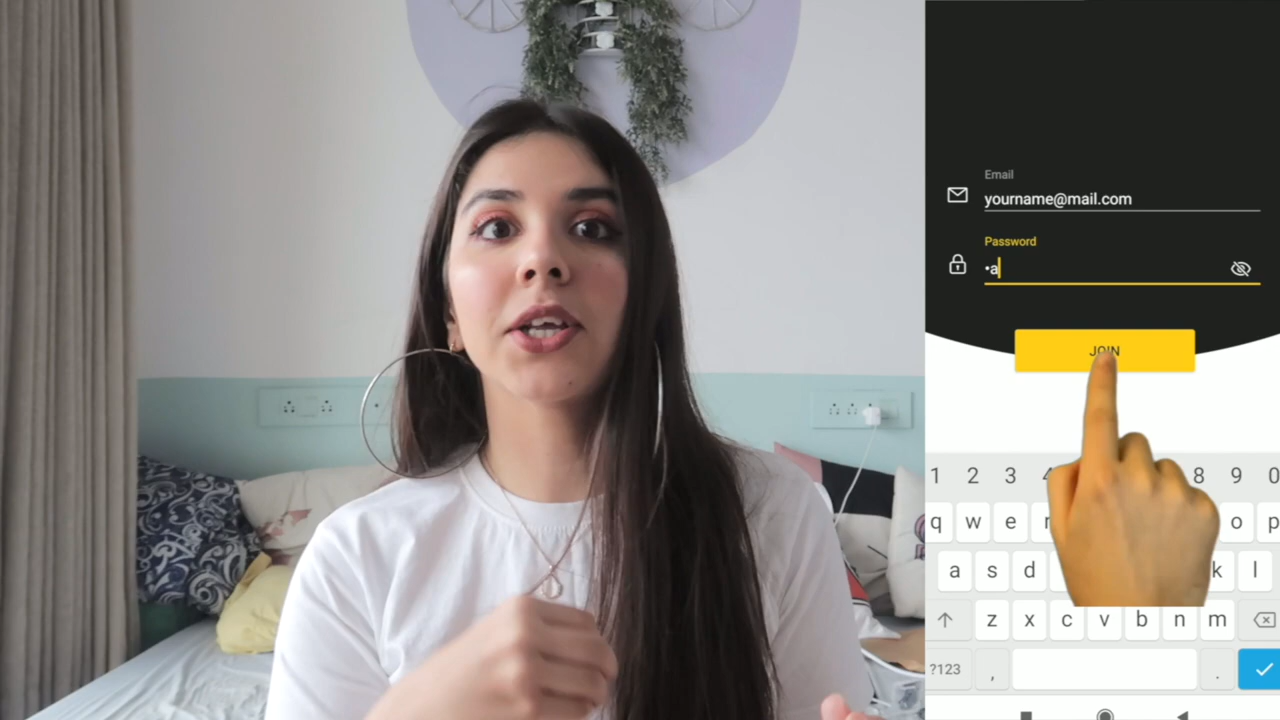 Email
yourname@mail.com
Password
•a
JOIN
1 2 3 4 8 9 0
q w e r o p
a s d k l
z x c v b n m
?123 , .